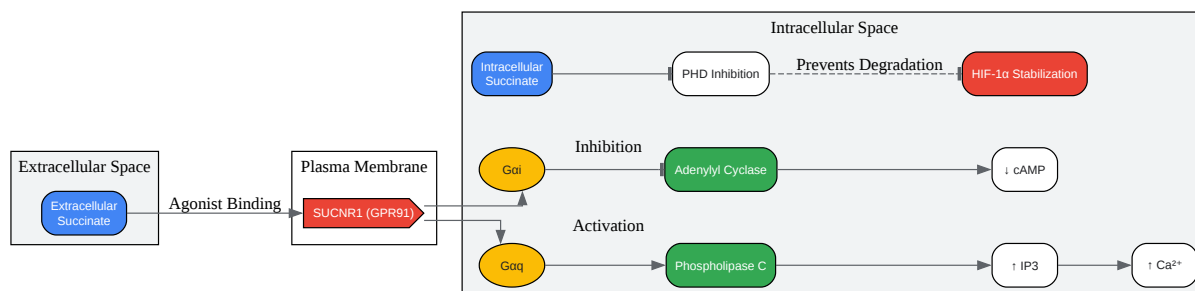 Intracellular Space
Intracellular
Succinate
PHD Inhibition
Prevents Degradation
HIF-1α Stabilization
Extracellular Space
Extracellular
Succinate
Agonist Binding
Plasma Membrane
SUCNR1 (GPR91)
Gαi
Inhibition
Adenylyl Cyclase
↓ cAMP
Gαq
Activation
Phospholipase C
↑ IP3
↑ Ca²⁺